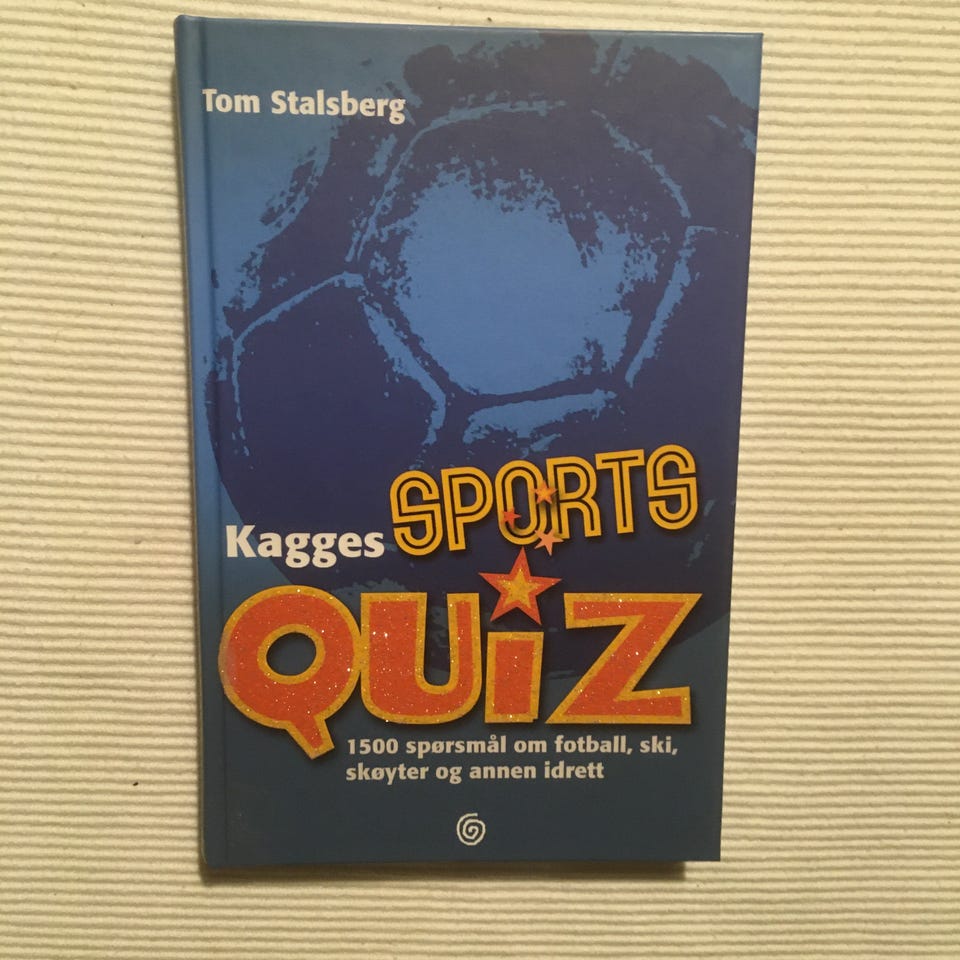 Tom Stalsberg
Kagges SPORTS
QUiZ
1500 spørsmål om fotball, ski,
skøyter og annen idrett